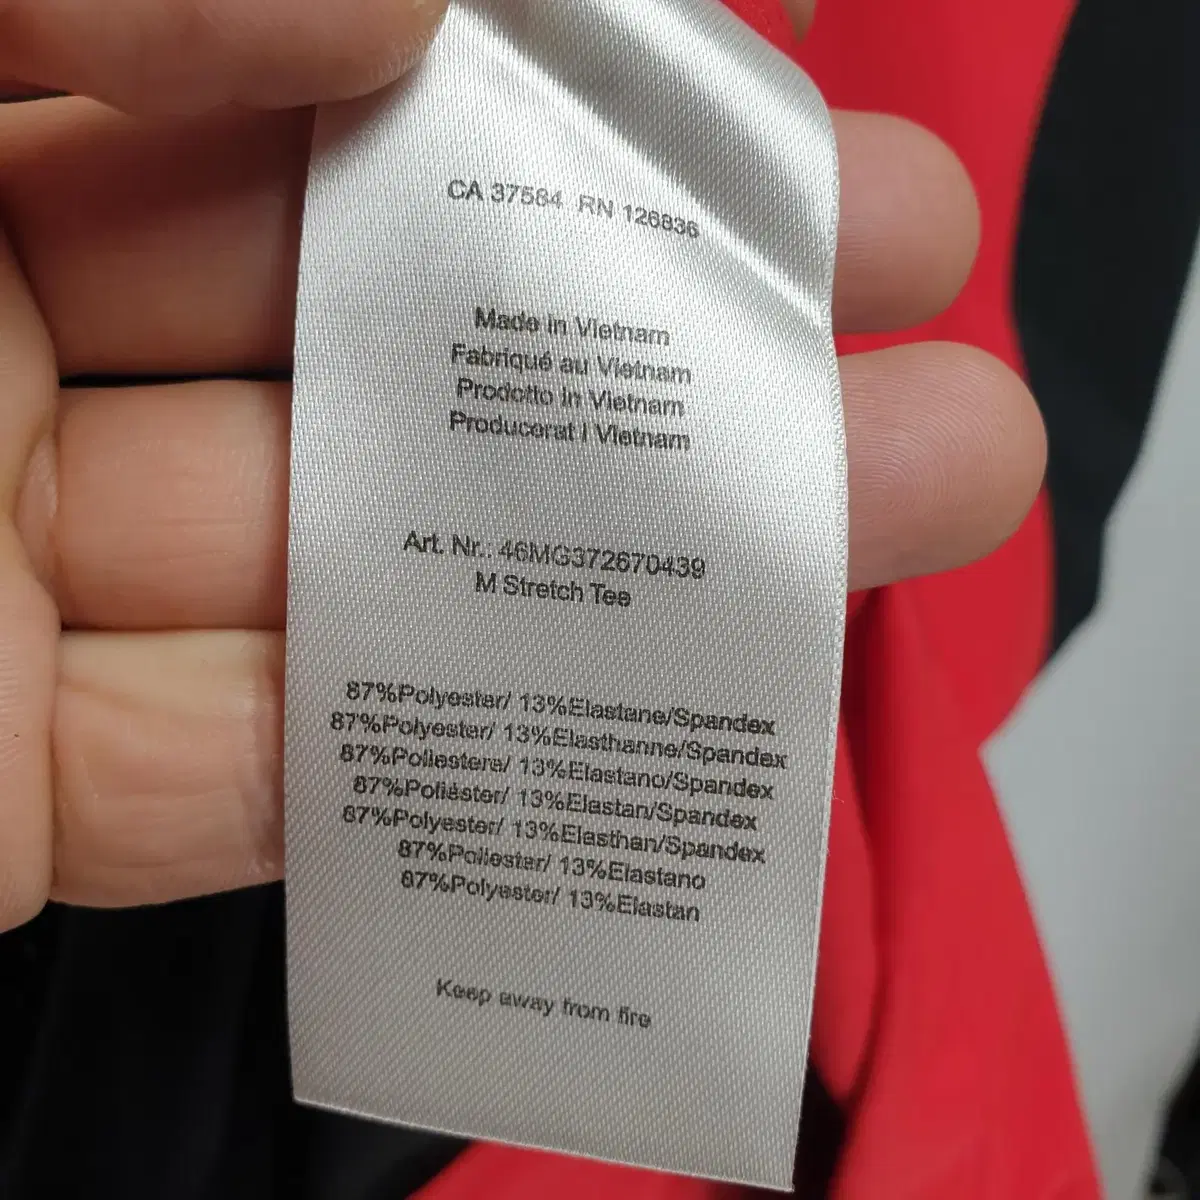 CA 37584 RN 126836
Made in Vietnam
Fabriqué au Vietnam
Prodotto in Vietnam
Producerat I Vietnam
Art. Nr.: 46MG372670439
M Stretch Tee
87%Polyester/ 13%Elastane/Spandex
87%Polyester/ 13%Elasthanne/Spandex
87%Poliestere/ 13%Elastano/Spandex
87%Poliéster/ 13%Elastan/Spandex
87%Polyester/ 13%Elasthan/Spandex
87%Poliester/ 13%Elastano
87%Polyester/ 13%Elastan
Keep away from fire